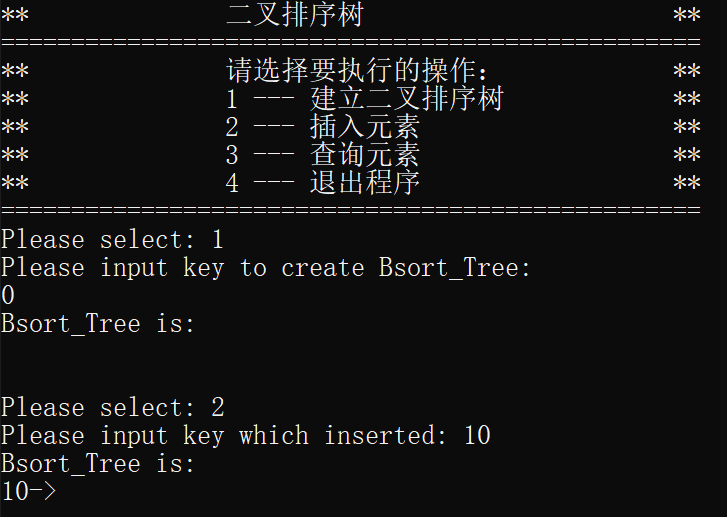 ** 二叉排序树 **
==================================================
** 请选择要执行的操作: **
** 1 --- 建立二叉排序树 **
** 2 --- 插入元素 **
** 3 --- 查询元素 **
** 4 --- 退出程序 **
==================================================
Please select: 1
Please input key to create Bsort_Tree:
0
Bsort_Tree is:
Please select: 2
Please input key which inserted: 10
Bsort_Tree is:
10->